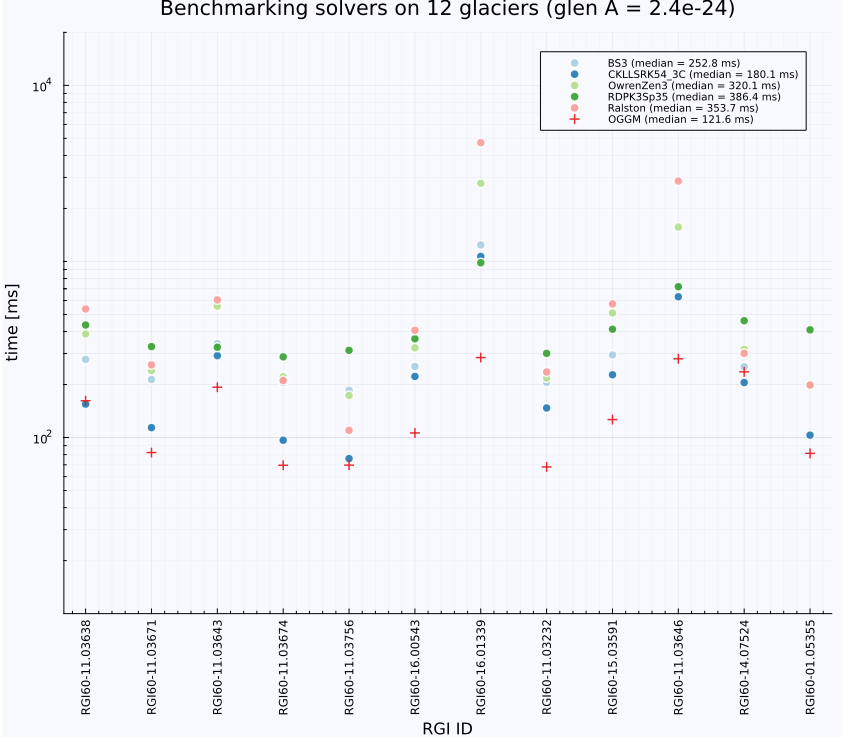 Benchmarking solvers on 12 glaciers (glen A = 2.4e-24)
BS3 (median = 252.8 ms)
CKLLSRK54_3C (median = 180.1 ms)
OwrenZen3 (median = 320.1 ms)
RDPK3Sp35 (median = 386.4 ms)
Ralston (median = 353.7 ms)
OGGM (median = 121.6 ms)
10⁴
10²
time [ms]
RGI60-11.03638
RGI60-11.03671
RGI60-11.03643
RGI60-11.03674
RGI60-11.03756
RGI60-16.00543
RGI60-16.01339
RGI60-11.03232
RGI60-15.03591
RGI60-11.03646
RGI60-14.07524
RGI60-01.05355
RGI ID